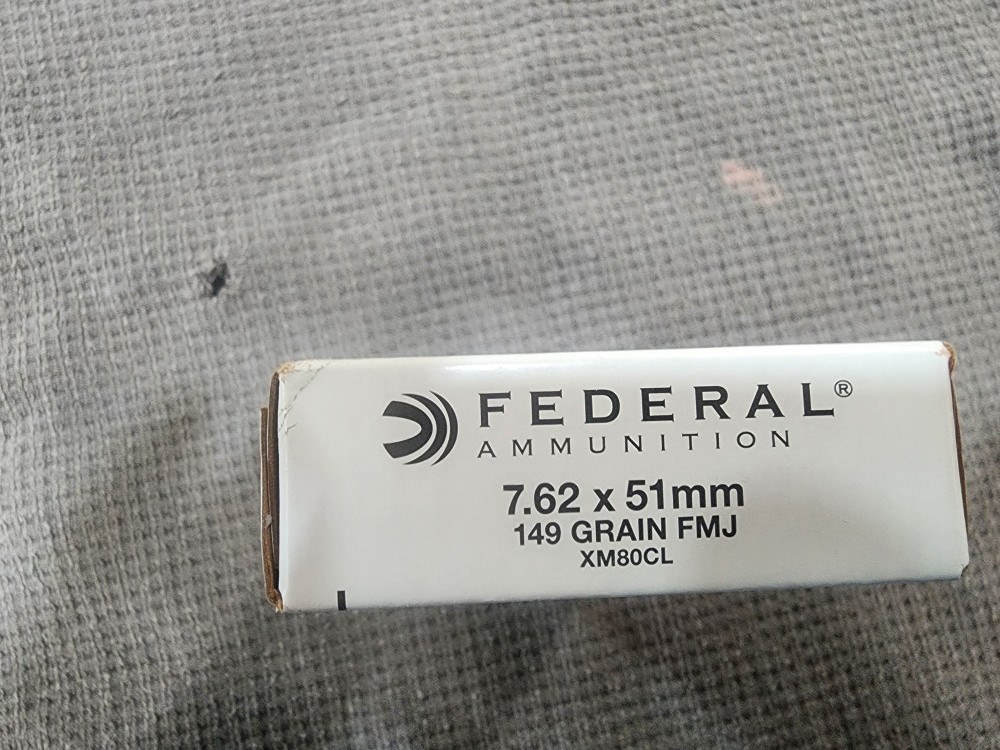 FEDERAL®
AMMUNITION
7.62 x 51mm
149 GRAIN FMJ
XM80CL